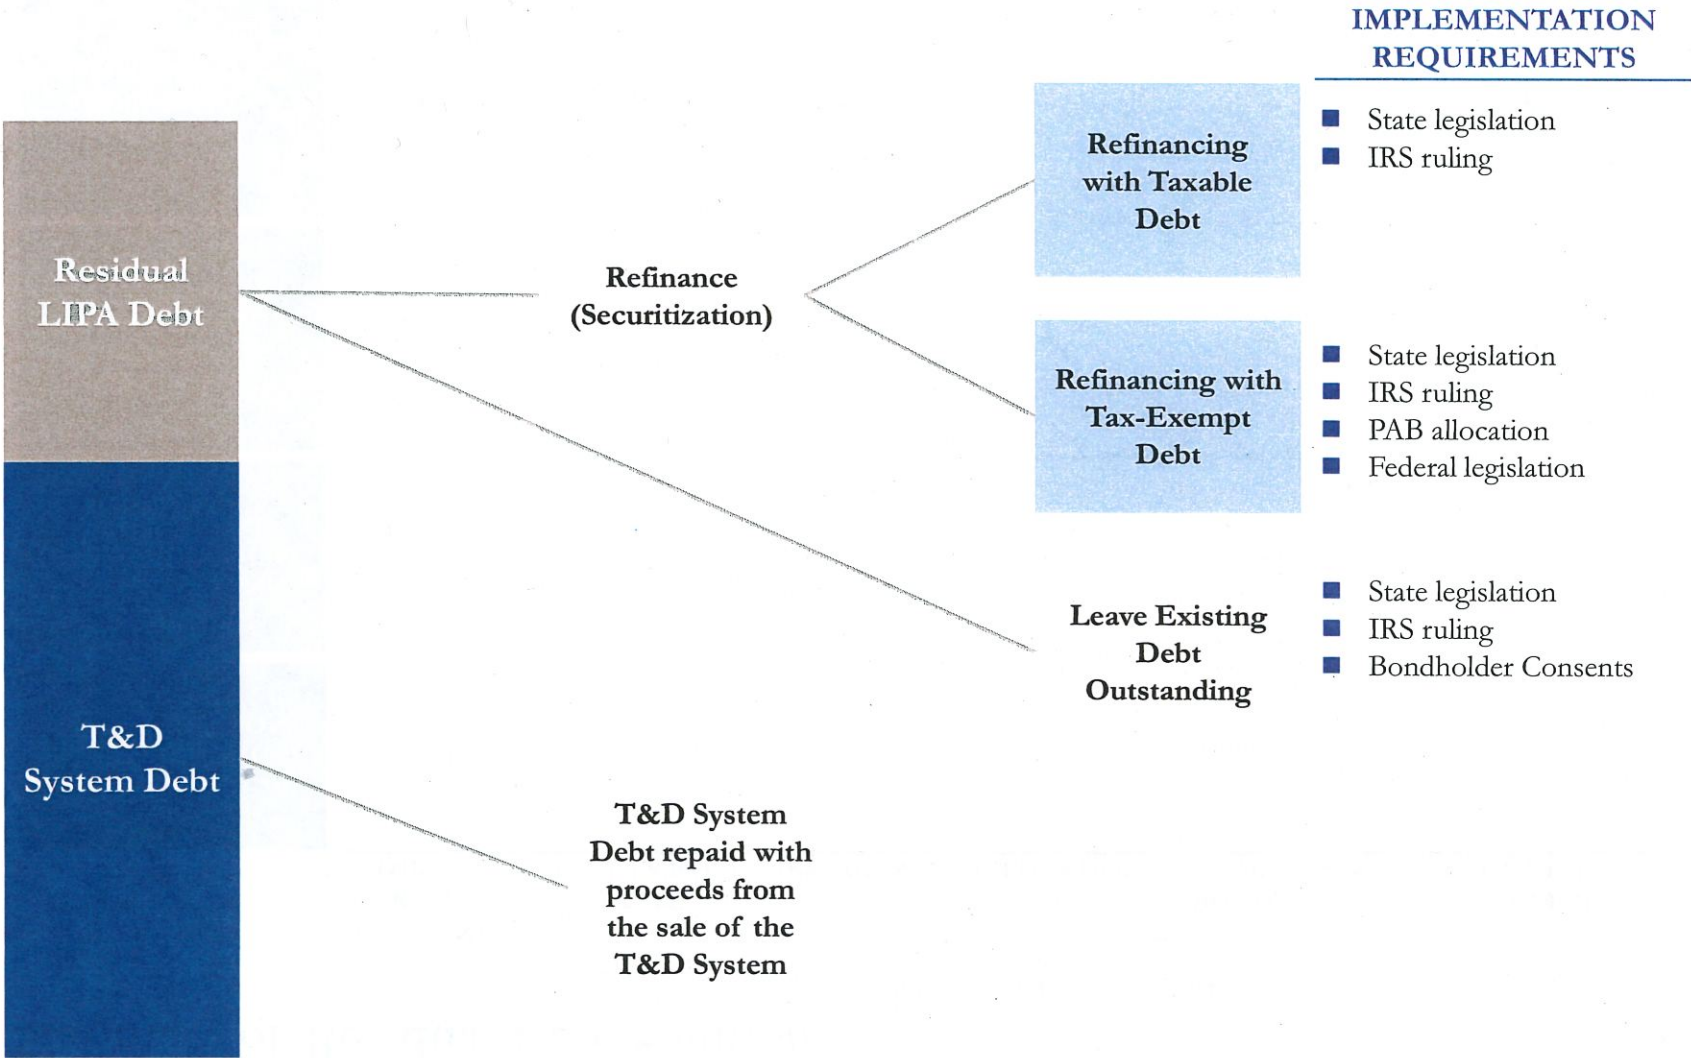 IMPLEMENTATION
REQUIREMENTS
Residual
LIPA Debt
Refinance
(Securitization)
Refinancing
with Taxable
Debt
State legislation
IRS ruling
Refinancing with
Tax-Exempt
Debt
State legislation
IRS ruling
PAB allocation
Federal legislation
Leave Existing
Debt
Outstanding
State legislation
IRS ruling
Bondholder Consents
T&D
System Debt
T&D System
Debt repaid with
proceeds from
the sale of the
T&D System